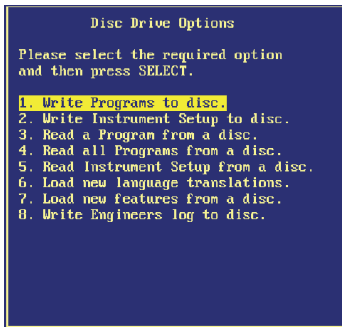 Disc Drive Options
Please select the required option
and then press SELECT.
1. Write Programs to disc.
2. Write Instrument Setup to disc.
3. Read a Program from a disc.
4. Read all Programs from a disc.
5. Read Instrument Setup from a disc.
6. Load new language translations.
7. Load new features from a disc.
8. Write Engineers log to disc.